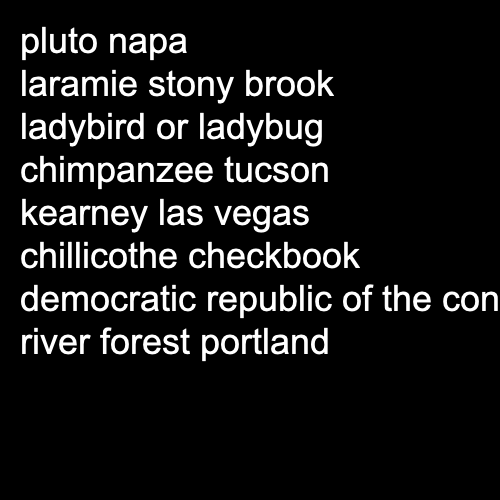 pluto napa
laramie stony brook
ladybird or ladybug
chimpanzee tucson
kearney las vegas
chillicothe checkbook
democratic republic of the con
river forest portland